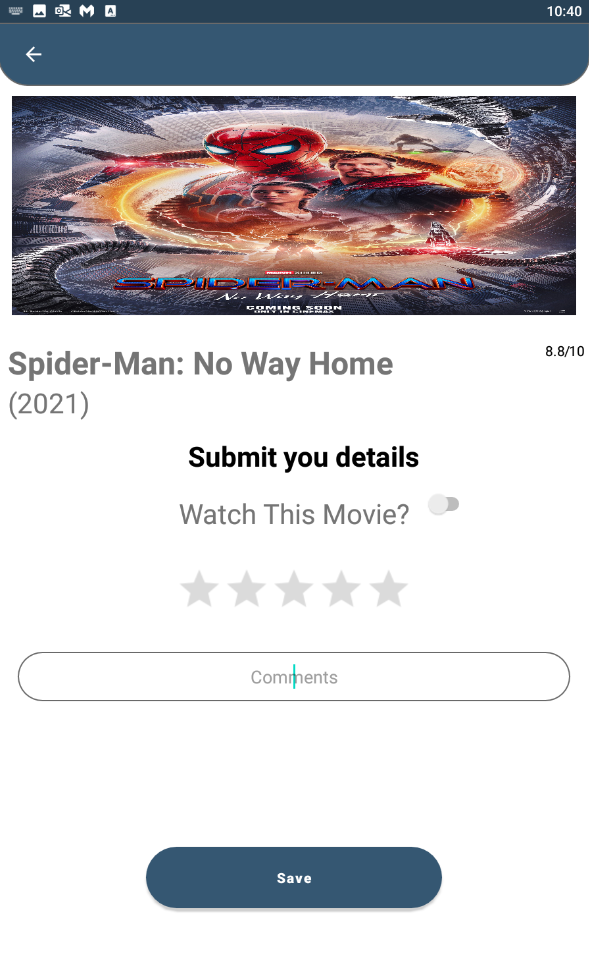 10:40
SPIDER-MAN
No Way Home
COMING SOON
ONLY IN CINEMAS
Spider-Man: No Way Home
8.8/10
(2021)
Submit you details
Watch This Movie?
Comments
Save